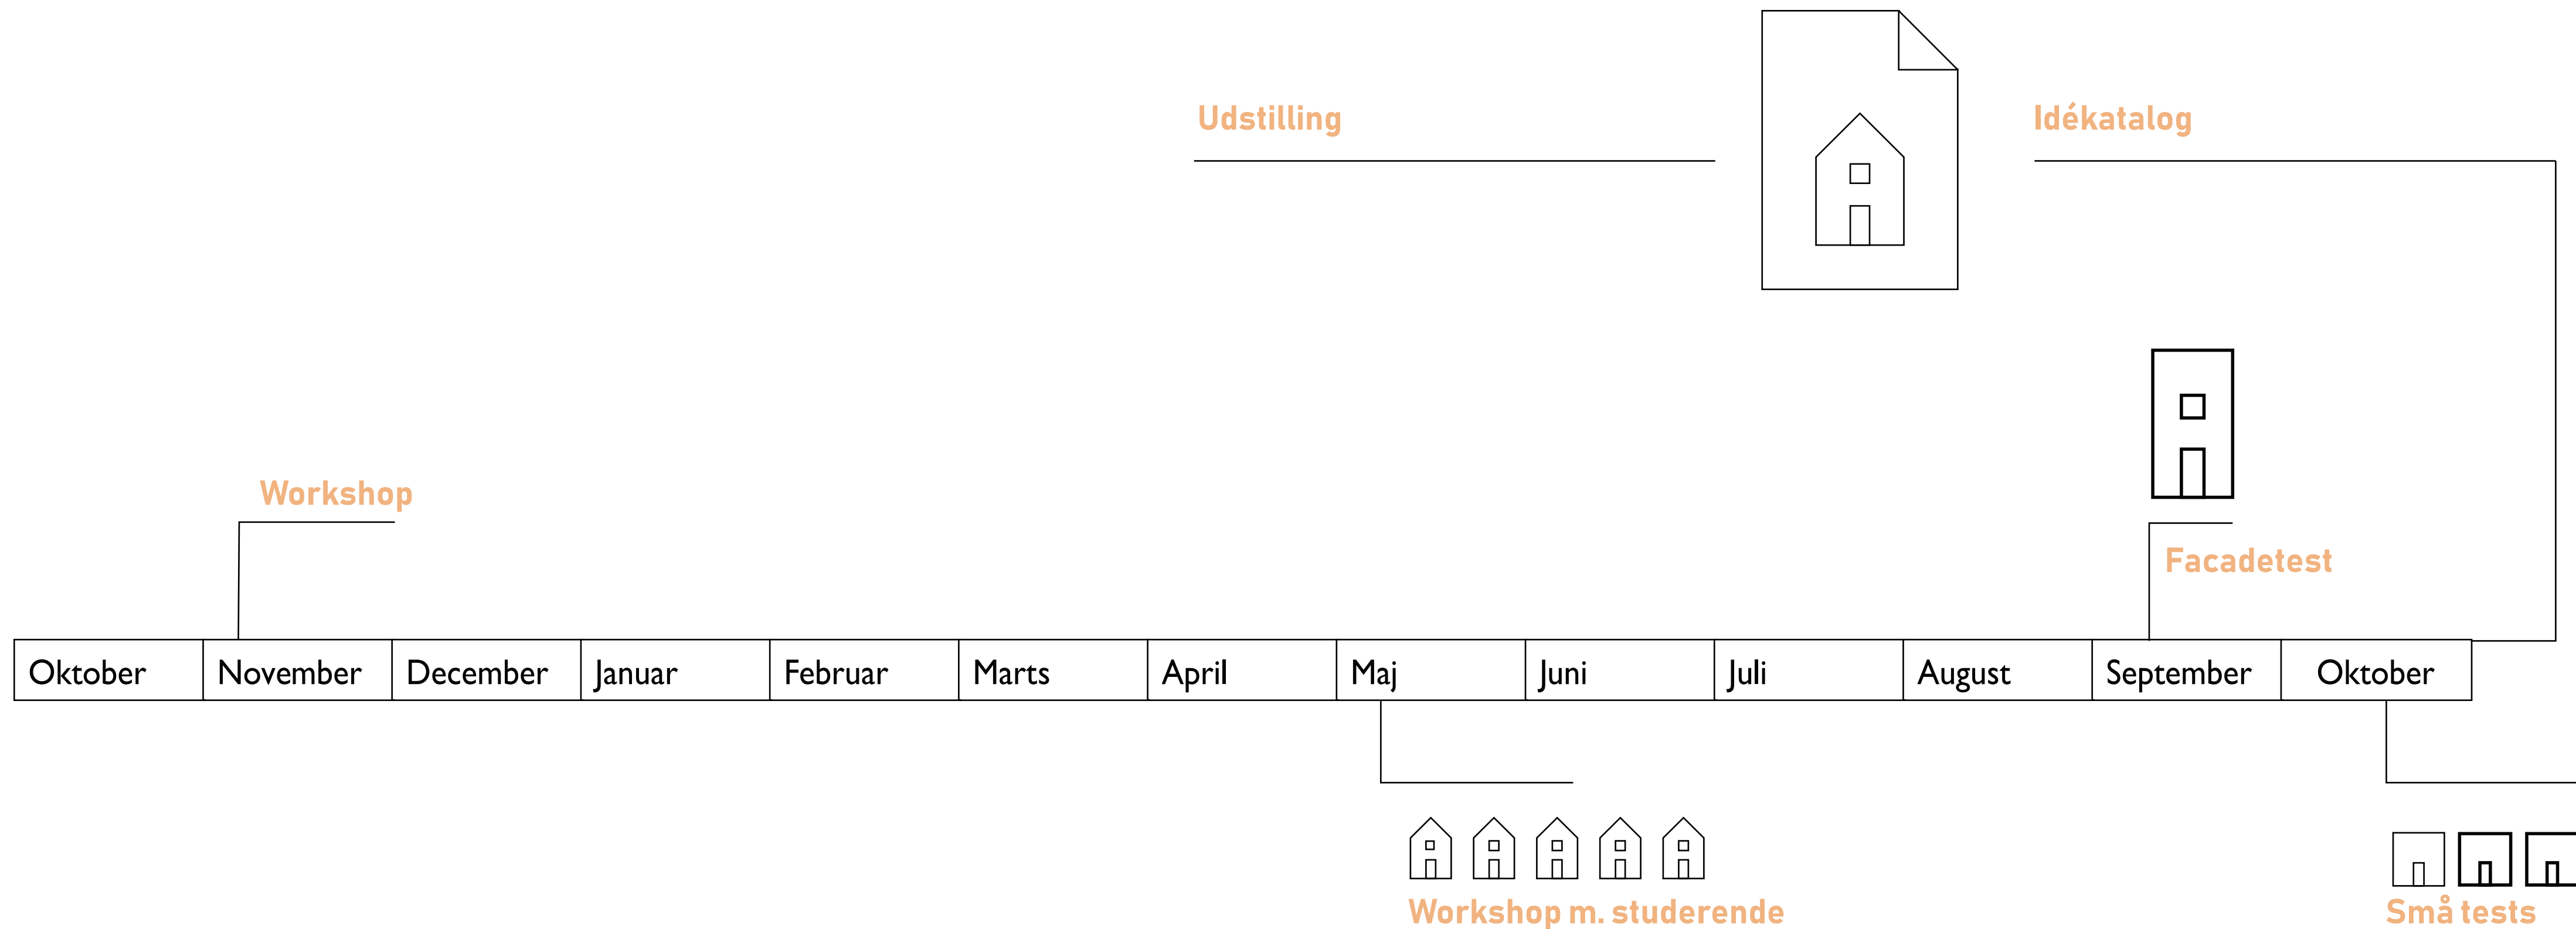 Udstilling
Idékatalog
Workshop
Facadetest
Oktober November December Januar Februar Marts April Maj Juni Juli August September Oktober
Workshop m. studerende
Små tests